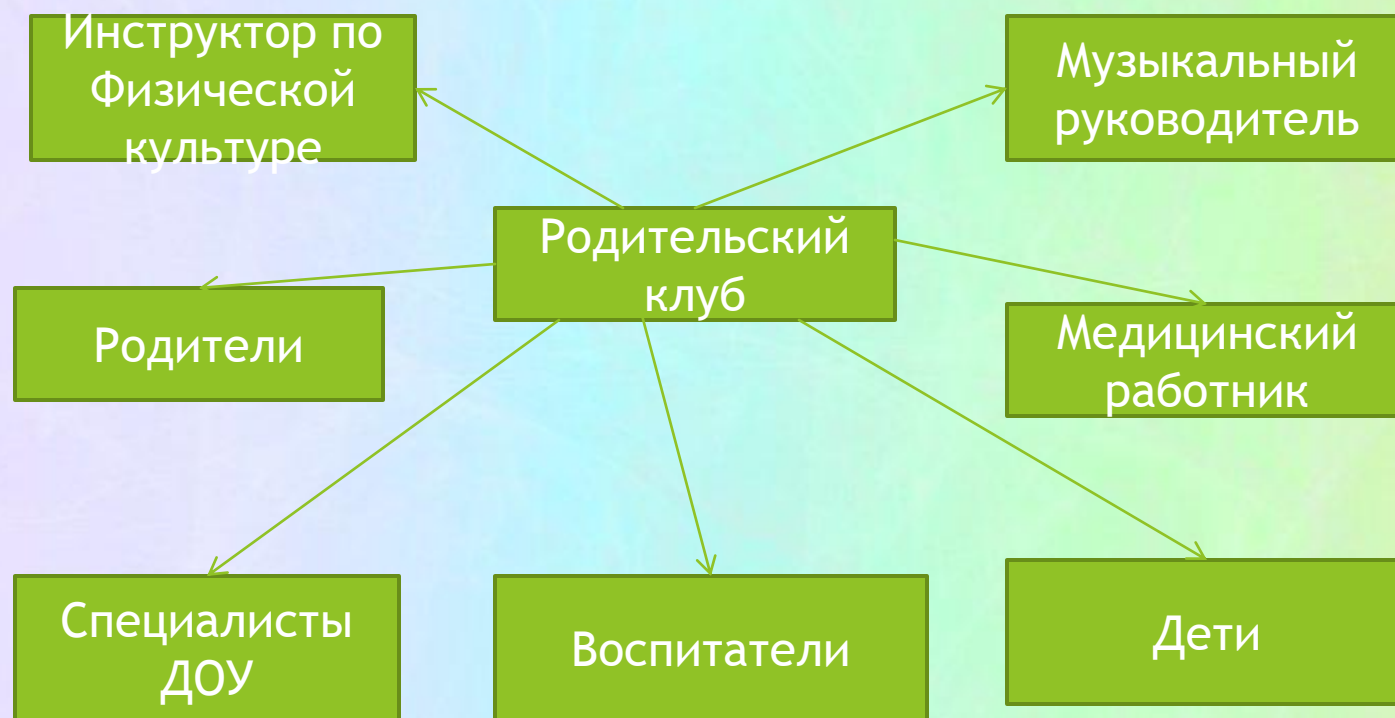 Инструктор по
Физической
культуре
Музыкальный
руководитель
Родительский
клуб
Родители
Медицинский
работник
Специалисты
ДОУ
Воспитатели
Дети